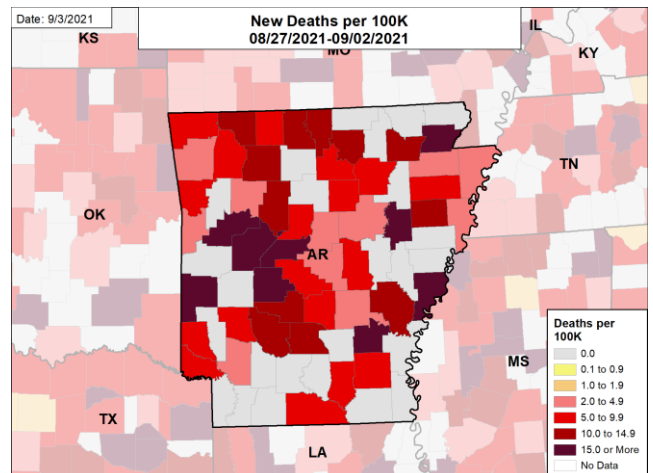 Date: 9/3/2021
New Deaths per 100K
08/27/2021-09/02/2021
KS
MO
IL
KY
OK
AR
TN
MS
TX
LA
Deaths per
100K
0.0
0.1 to 0.9
1.0 to 1.9
2.0 to 4.9
5.0 to 9.9
10.0 to 14.9
15.0 or More
No Data